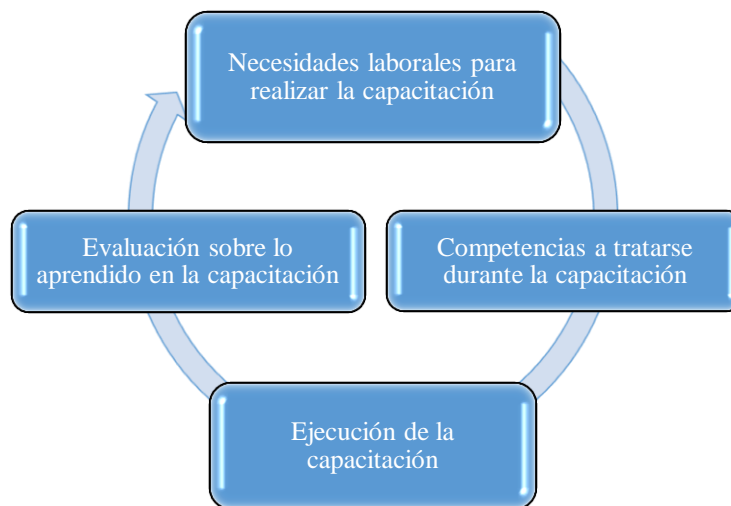 Necesidades laborales para
realizar la capacitación
Evaluación sobre lo
aprendido en la capacitación
Competencias a tratarse
durante la capacitación
Ejecución de la
capacitación